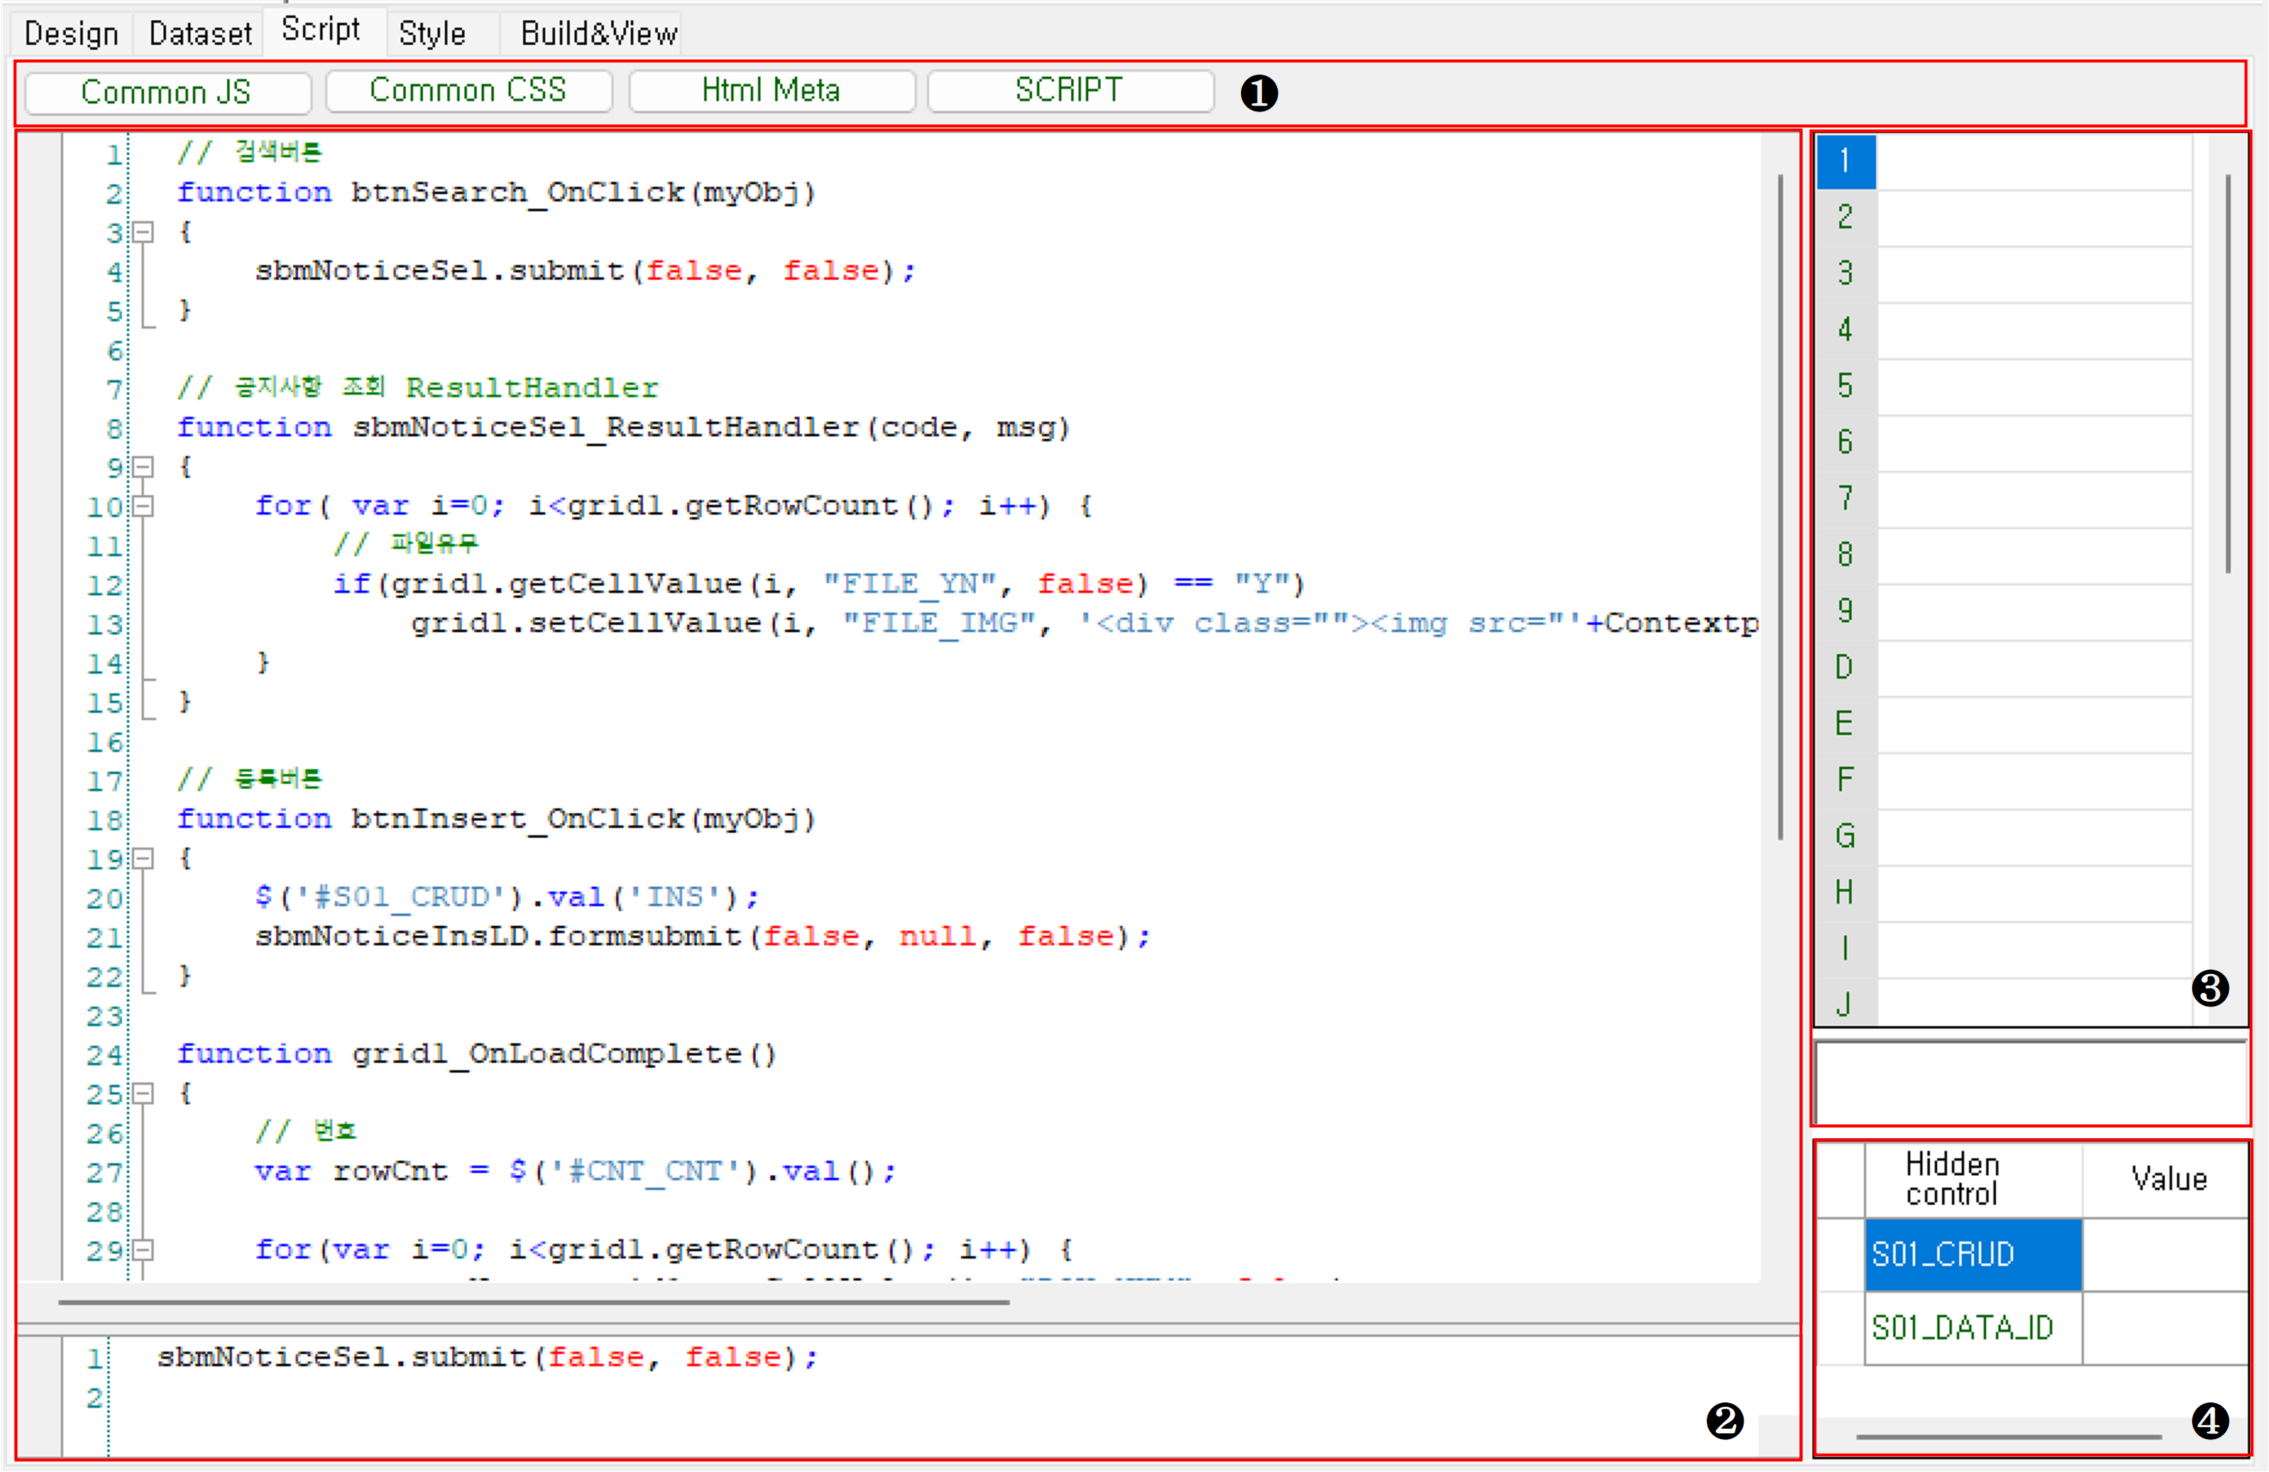 Design Dataset Script Style Build&View
Common JS Common CSS Html Meta SCRIPT ❶
1 // 검색버튼
2 function btnSearch_OnClick(myObj)
3 {
4 sbmNoticeSel.submit(false, false);
5 }
6
7 // 공지사항 조회 ResultHandler
8 function sbmNoticeSel_ResultHandler(code, msg)
9 {
10 for( var i=0; i<grid1.getRowCount(); i++) {
11 // 파일유무
12 if(grid1.getCellValue(i, "FILE_YN", false) == "Y")
13 grid1.setCellValue(i, "FILE_IMG", '<div class=""><img src="'+Contextp
14 }
15 }
16
17 // 등록버튼
18 function btnInsert_OnClick(myObj)
19 {
20 $('#S01_CRUD').val('INS');
21 sbmNoticeInsLD.formsubmit(false, null, false);
22 }
23
24 function grid1_OnLoadComplete()
25 {
26 // 번호
27 var rowCnt = $('#CNT_CNT').val();
28
29 for(var i=0; i<grid1.getRowCount(); i++) {
1 sbmNoticeSel.submit(false, false);
2
❷
1
2
3
4
5
6
7
8
9
D
E
F
G
H
I
J
❸
Hidden control Value
S01_CRUD
S01_DATA_ID
❹